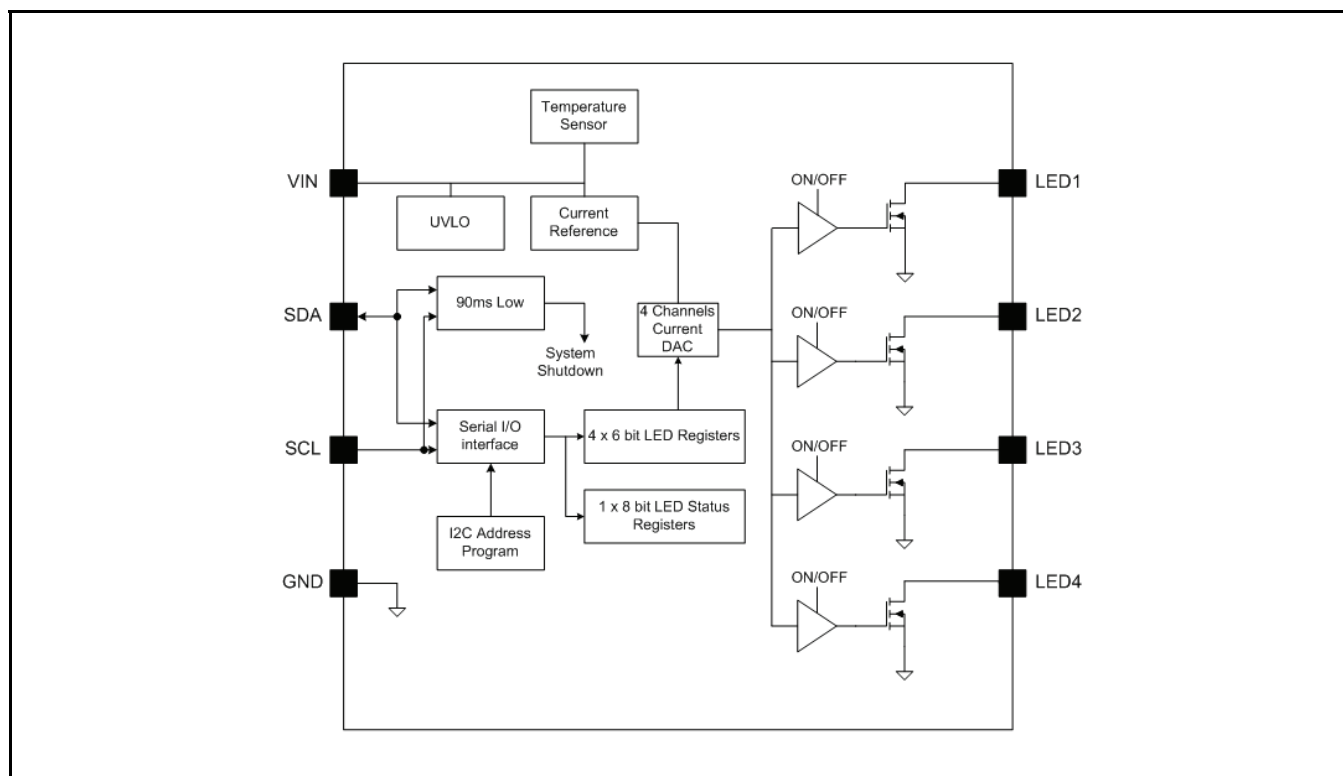 Temperature
Sensor
VIN
UVLO
Current
Reference
ON/OFF
LED1
SDA
90ms Low
System
Shutdown
4 Channels
Current
DAC
ON/OFF
LED2
SCL
Serial I/O
interface
4 x 6 bit LED Registers
ON/OFF
LED3
1 x 8 bit LED Status
Registers
I2C Address
Program
GND
ON/OFF
LED4